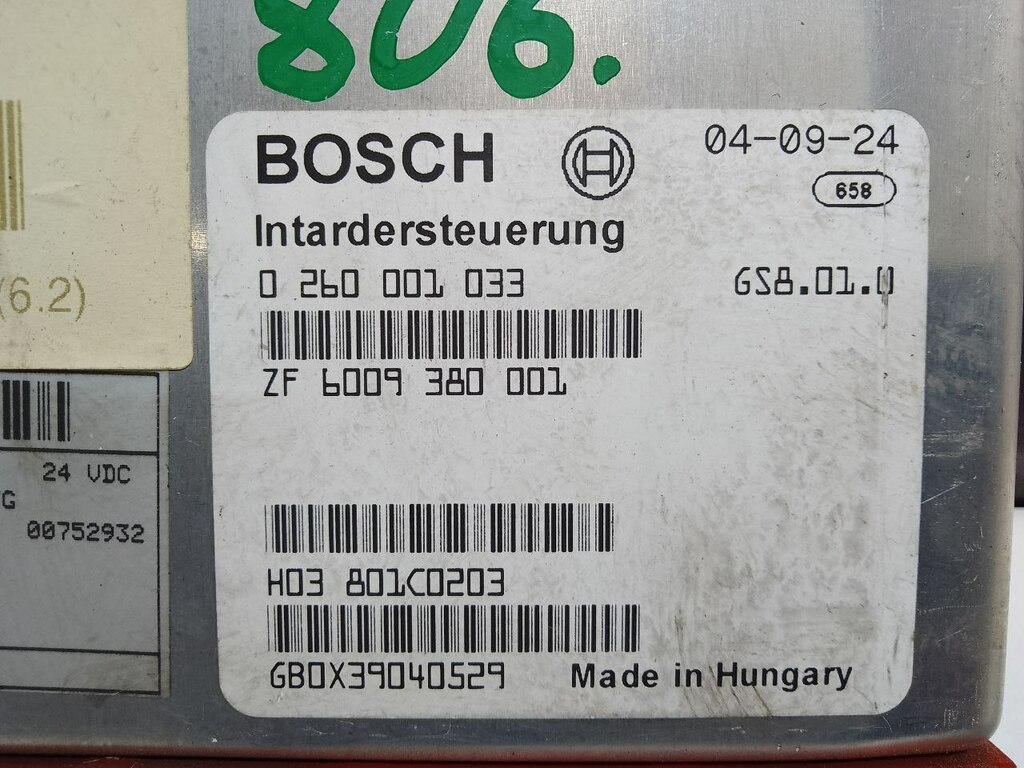 806.
BOSCH
04-09-24
658
Intardersteuerung
0 260 001 033
GS8.01.0
ZF 6009 380 001
H03 801C0203
GB0X39040529
Made in Hungary
(6.2)
24 VDC
G
00752932